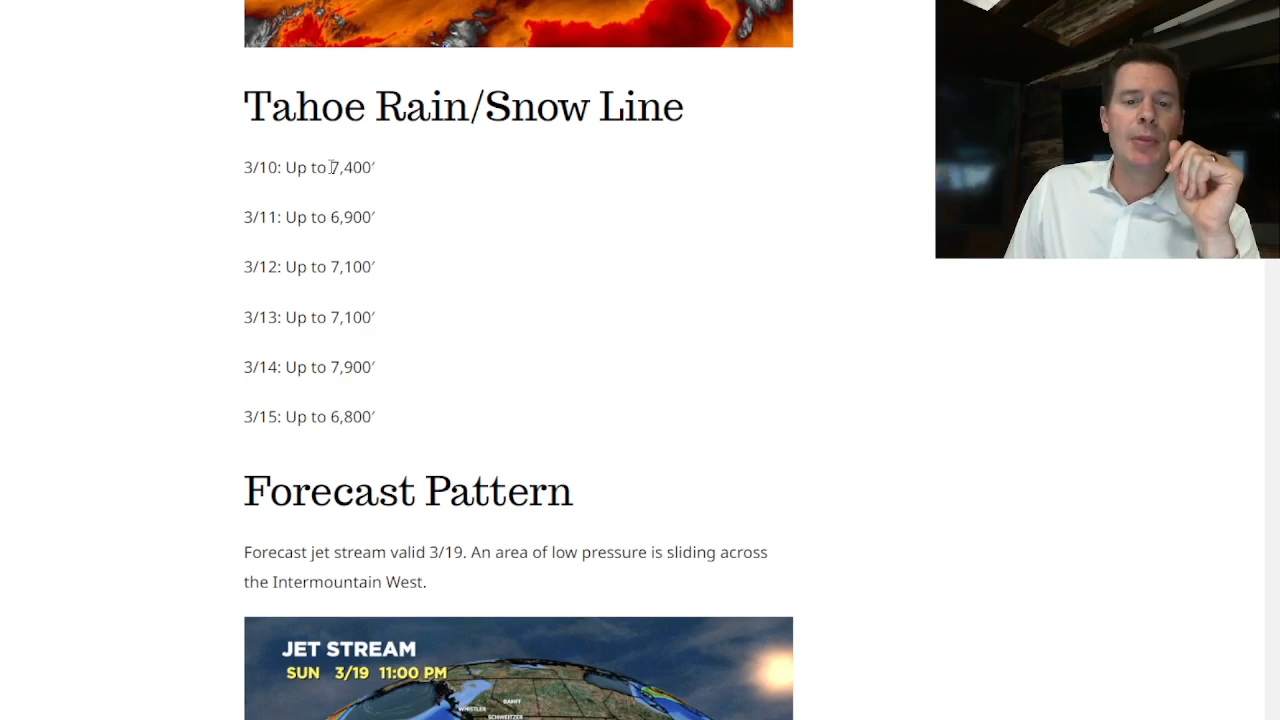 Tahoe Rain/Snow Line
3/10: Up to 7,400′
3/11: Up to 6,900′
3/12: Up to 7,100′
3/13: Up to 7,100′
3/14: Up to 7,900′
3/15: Up to 6,800′
Forecast Pattern
Forecast jet stream valid 3/19. An area of low pressure is sliding across
the Intermountain West.
JET STREAM
SUN 3/19 11:00 PM
BANFF
WHISTLER
SCHWEITZER